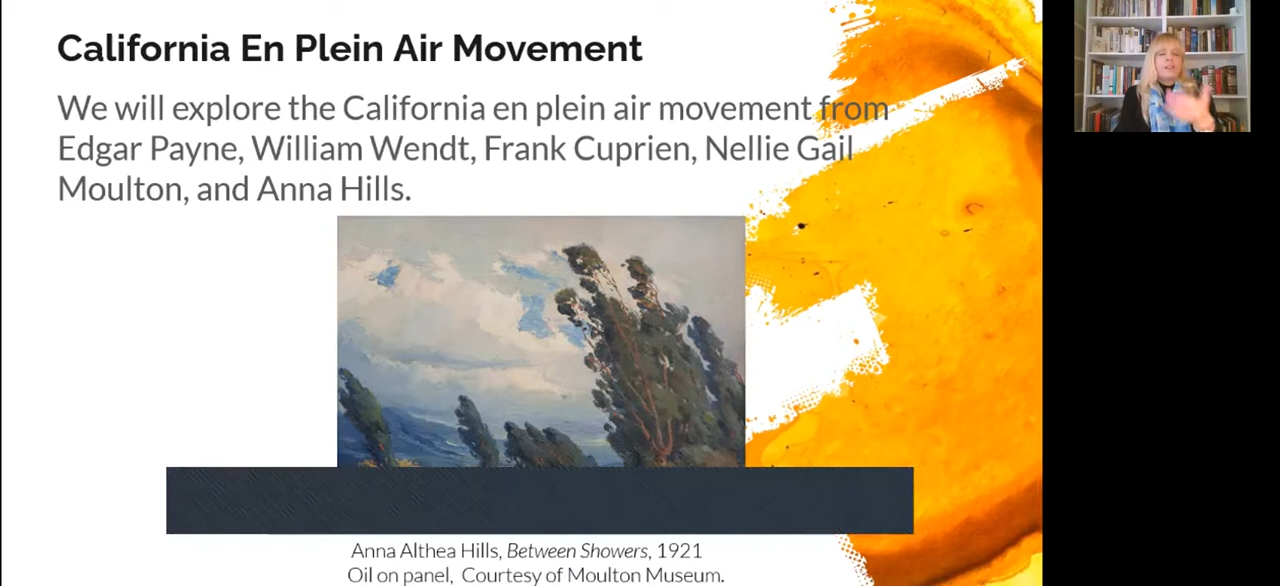 California En Plein Air Movement
We will explore the California en plein air movement from
Edgar Payne, William Wendt, Frank Cuprien, Nellie Gail
Moulton, and Anna Hills.
Anna Althea Hills, Between Showers, 1921
Oil on panel, Courtesy of Moulton Museum.